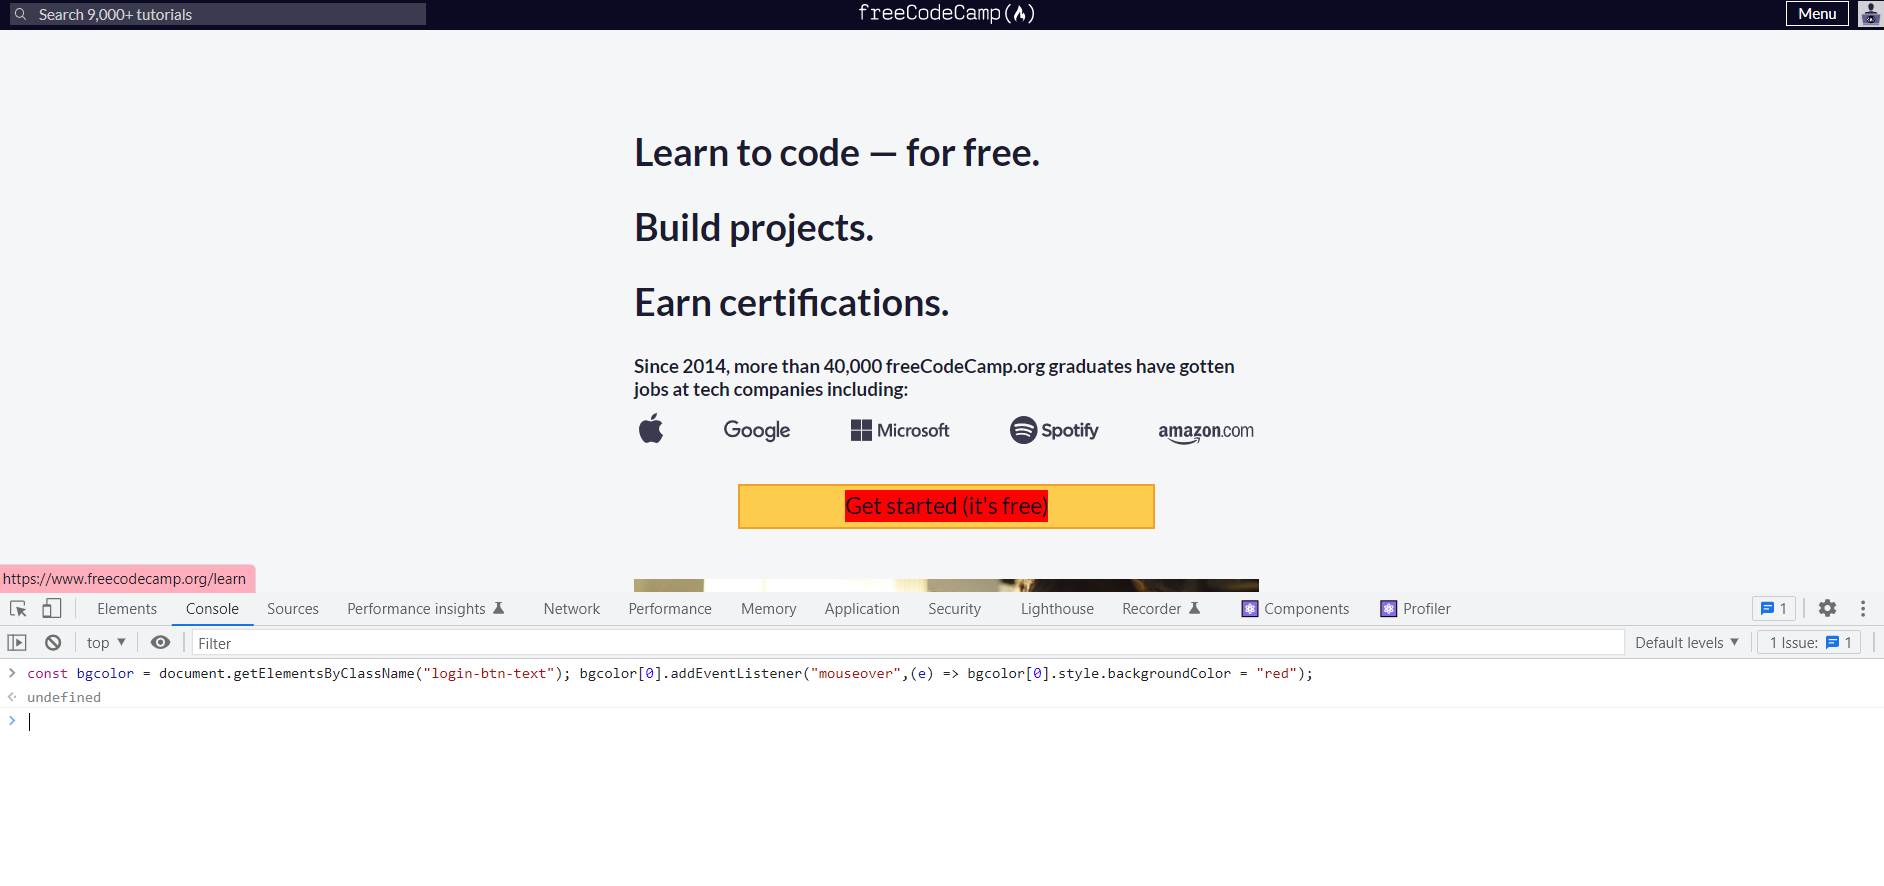 Search 9,000+ tutorials
freeCodeCamp(🔥)
Menu
Learn to code — for free.
Build projects.
Earn certifications.
Since 2014, more than 40,000 freeCodeCamp.org graduates have gotten
jobs at tech companies including:
Google Microsoft Spotify amazon.com
Get started (it's free)
https://www.freecodecamp.org/learn
Elements Console Sources Performance insights Network Performance Memory Application Security Lighthouse Recorder Components Profiler 1
top Filter Default levels 1 Issue: 1
const bgcolor = document.getElementsByClassName("login-btn-text"); bgcolor[0].addEventListener("mouseover",(e) => bgcolor[0].style.backgroundColor = "red");
undefined